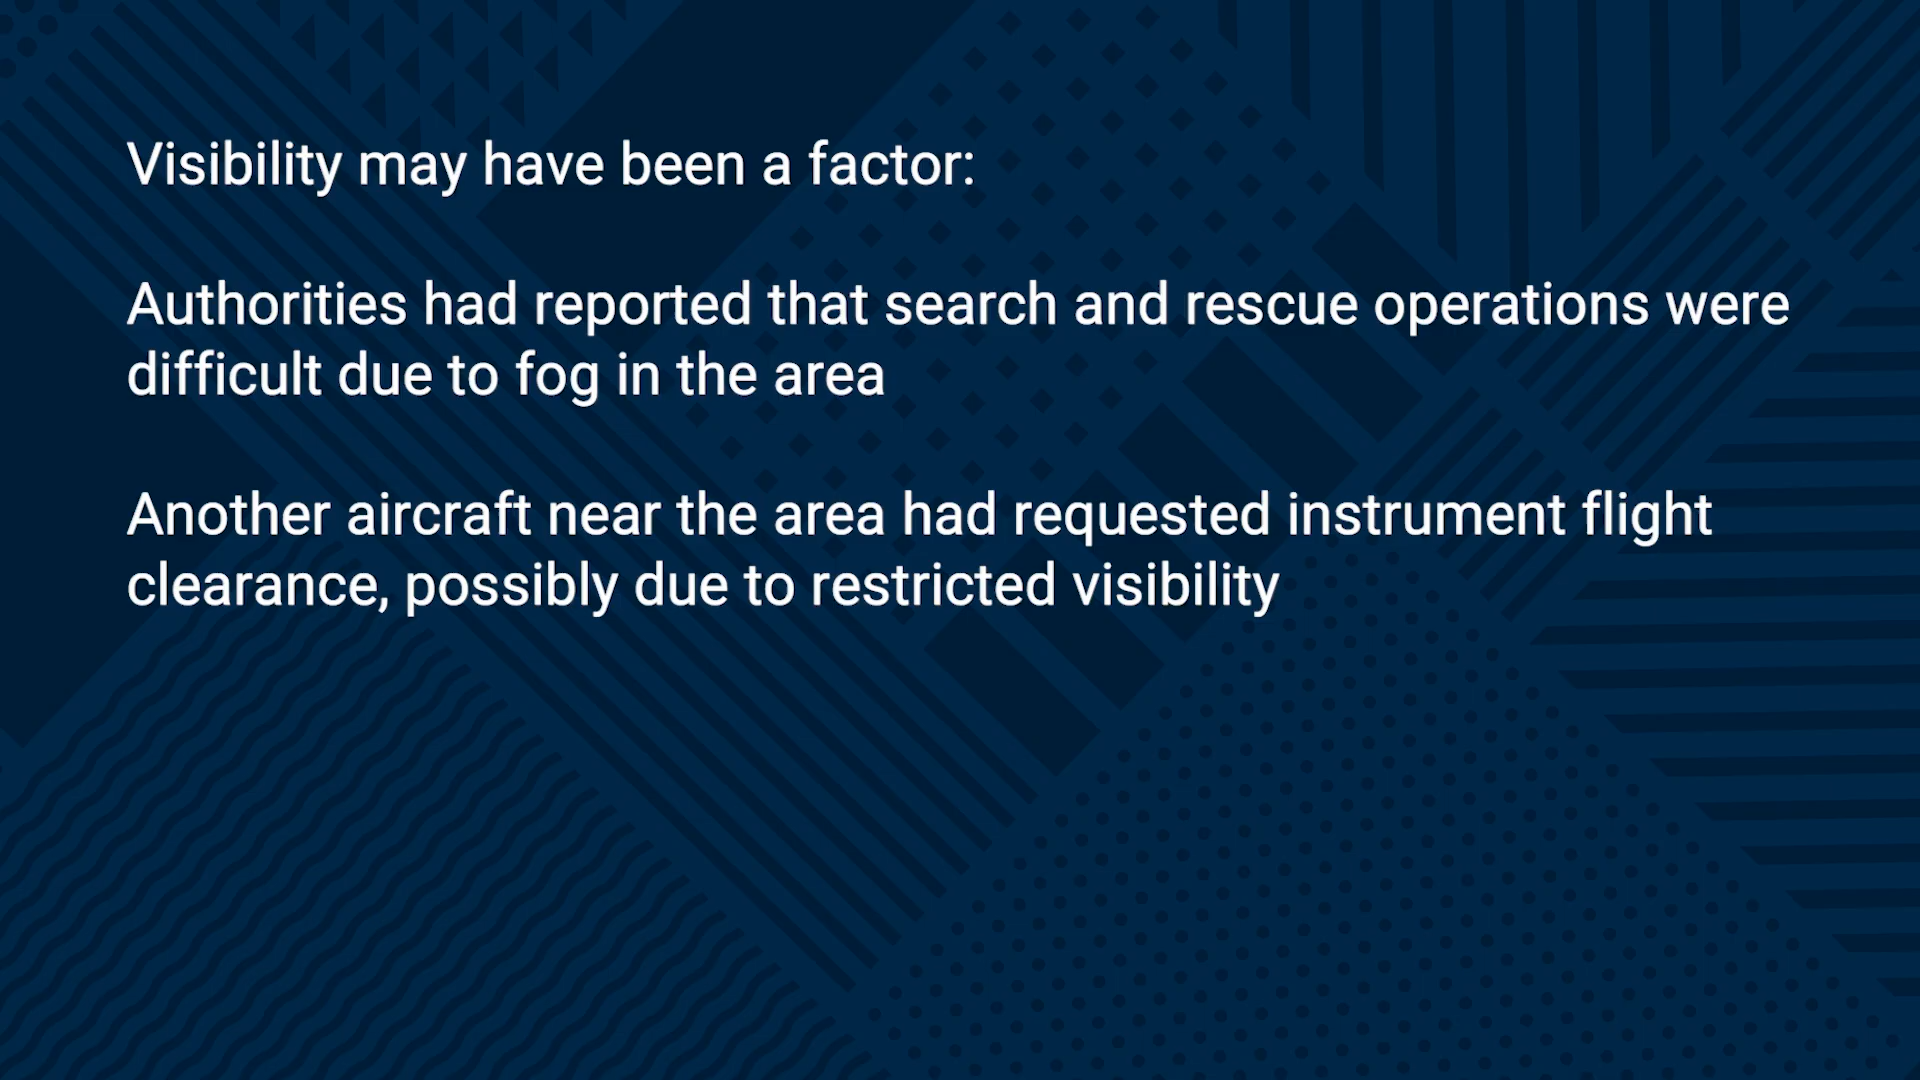 Visibility may have been a factor:
Authorities had reported that search and rescue operations were
difficult due to fog in the area
Another aircraft near the area had requested instrument flight
clearance, possibly due to restricted visibility